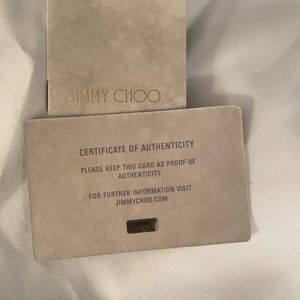 JIMMY CHOO
CERTIFICATE OF AUTHENTICITY
PLEASE KEEP THIS CARD AS PROOF OF
AUTHENTICITY
FOR FURTHER INFORMATION VISIT
JIMMYCHOO.COM